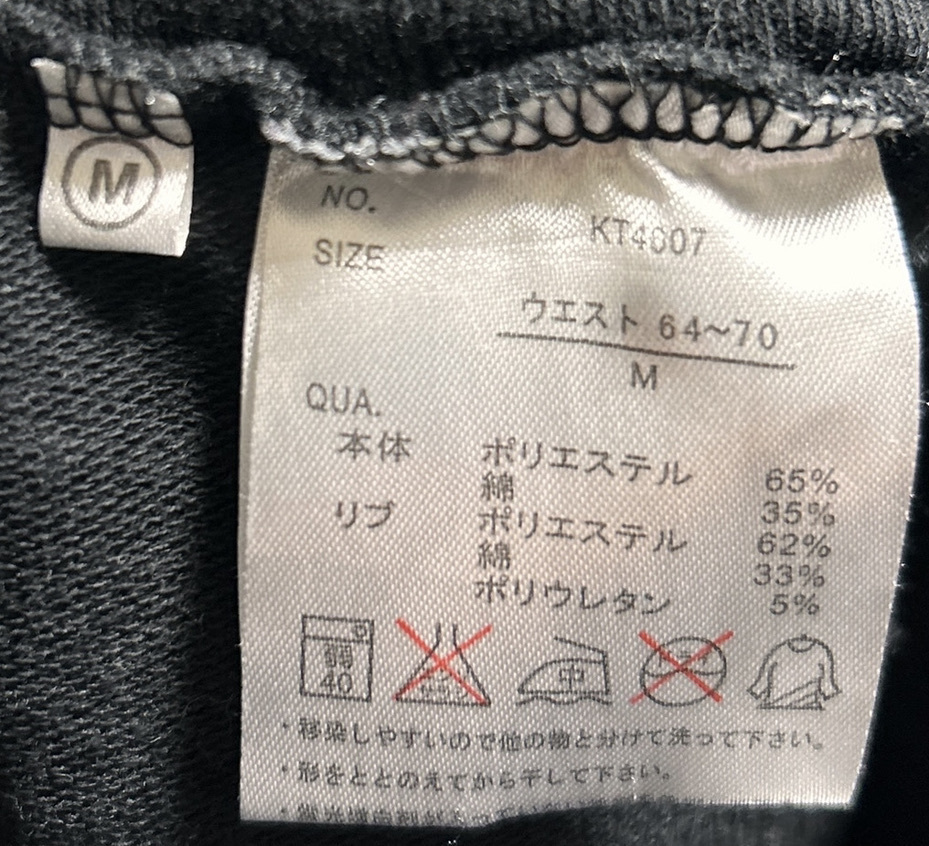 M
NO.
KT4607
SIZE
ウエスト 64〜70
M
QUA.
本体 ポリエステル 65%
綿 35%
リブ ポリエステル 62%
綿 33%
ポリウレタン 5%
弱
40
中
・移染しやすいので他の物と分けて洗って下さい。
・形をととのえてから干して下さい。